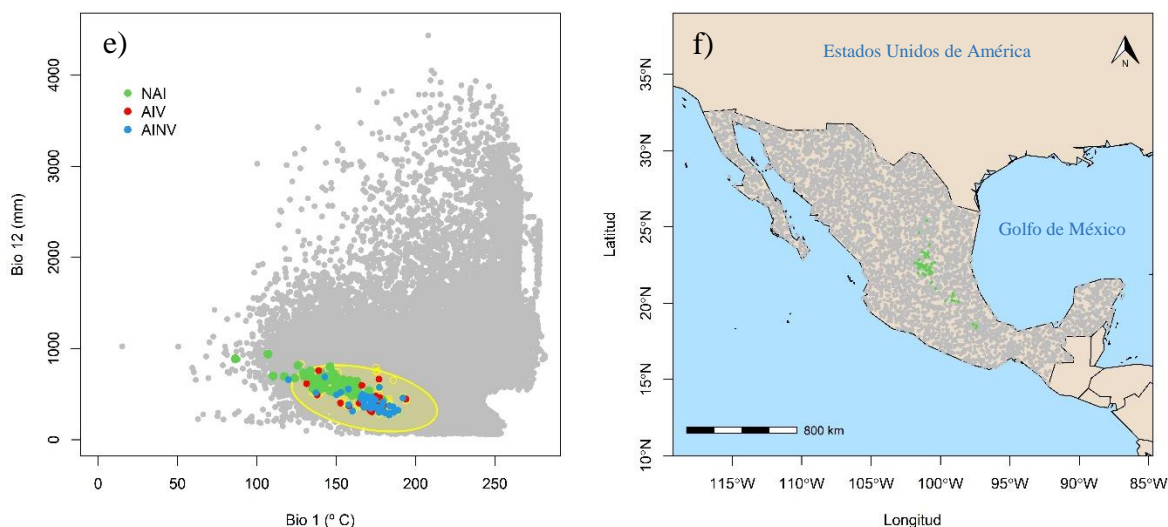 e)
Bio 12 (mm)
4000
3000
2000
1000
0
NAI
AIV
AINV
0 50 100 150 200 250
Bio 1 (º C)
f)
Estados Unidos de América
N
Golfo de México
Latitud
35°N
30°N
25°N
20°N
15°N
10°N
800 km
115°W 110°W 105°W 100°W 95°W 90°W 85°W
Longitud